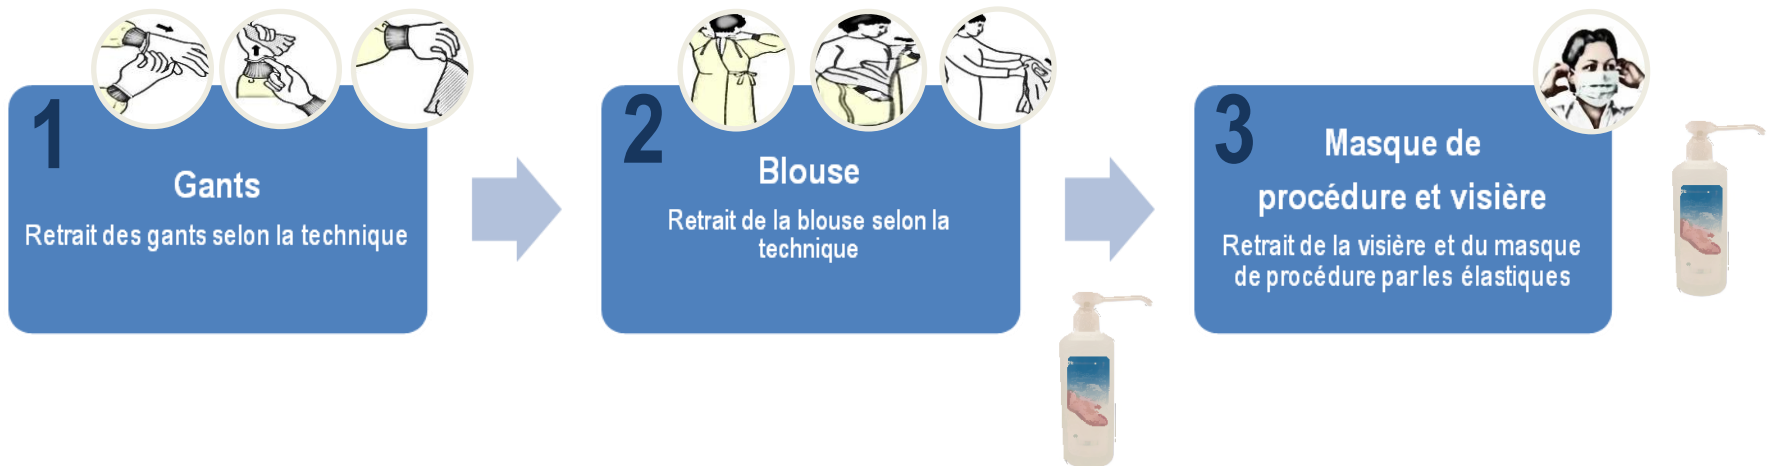 1
Gants
Retrait des gants selon la technique
2
Blouse
Retrait de la blouse selon la
technique
3
Masque de
procédure et visière
Retrait de la visière et du masque
de procédure par les élastiques